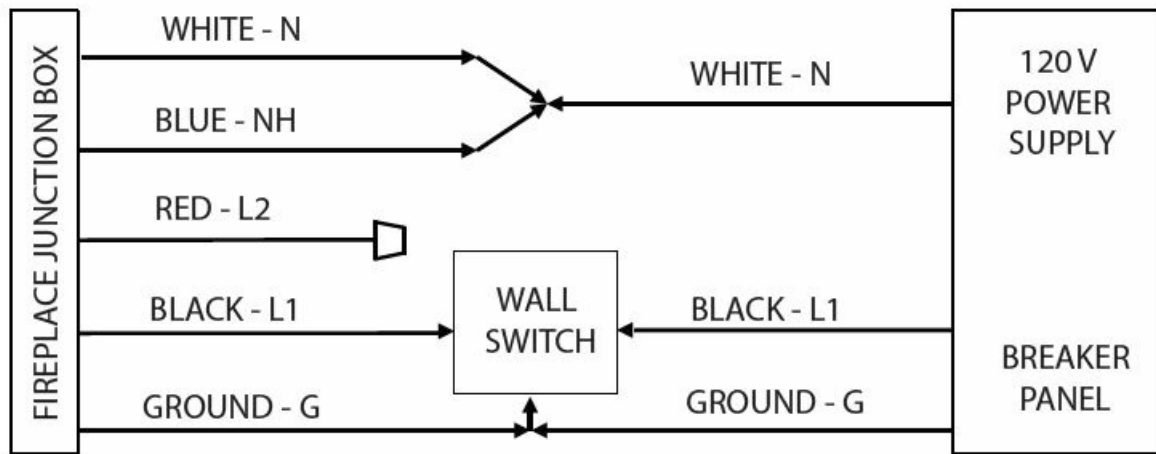 FIREPLACE JUNCTION BOX
WHITE - N
BLUE - NH
RED - L2
BLACK - L1
GROUND - G
WALL
SWITCH
WHITE - N
BLACK - L1
GROUND - G
120 V
POWER
SUPPLY
BREAKER
PANEL